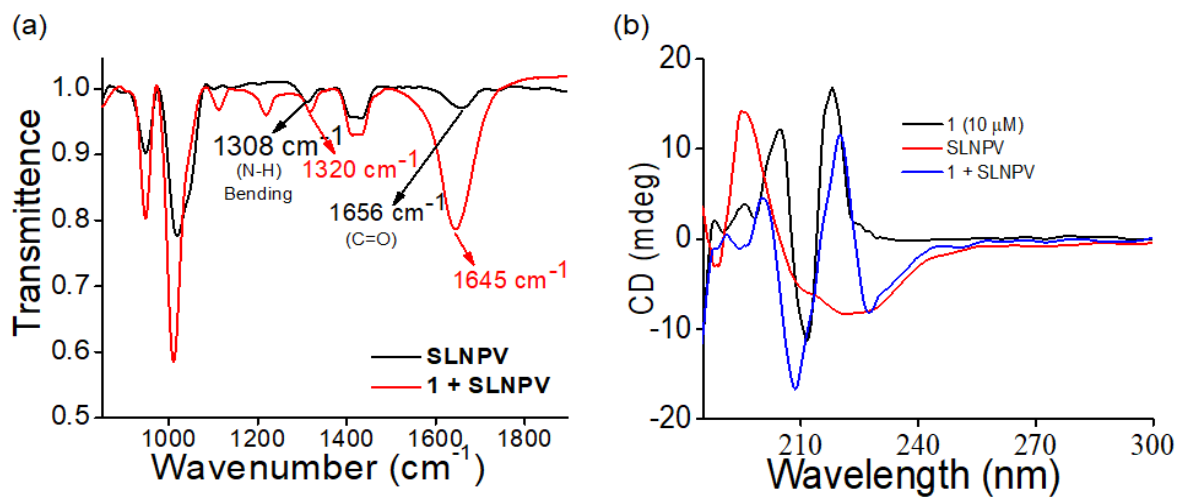 (a)
Transmittence
1.0
0.9
0.8
0.7
0.6
0.5
1308 cm-1
(N-H)
Bending
1320 cm-1
1656 cm-1
(C=O)
1645 cm-1
SLNPV
1 + SLNPV
1000 1200 1400 1600 1800
Wavenumber (cm-1)
(b)
CD (mdeg)
20
10
0
-10
-20
1 (10 μM)
SLNPV
1 + SLNPV
210 240 270 300
Wavelength (nm)